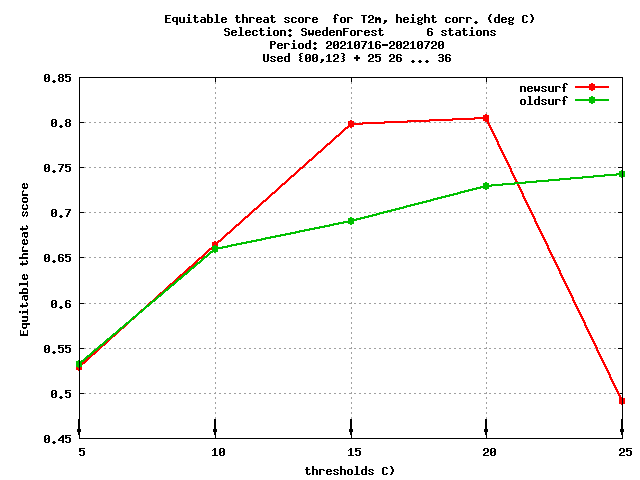 Equitable threat score  for T2m, height corr. (deg C)
Selection: SwedenForest      6 stations
Period: 20210716-20210720
Used {00,12} + 25 26 ... 36
newsurf
oldsurf
0.85
0.8
0.75
0.7
0.65
0.6
0.55
0.5
0.45
Equitable threat score
5 10 15 20 25
thresholds C)